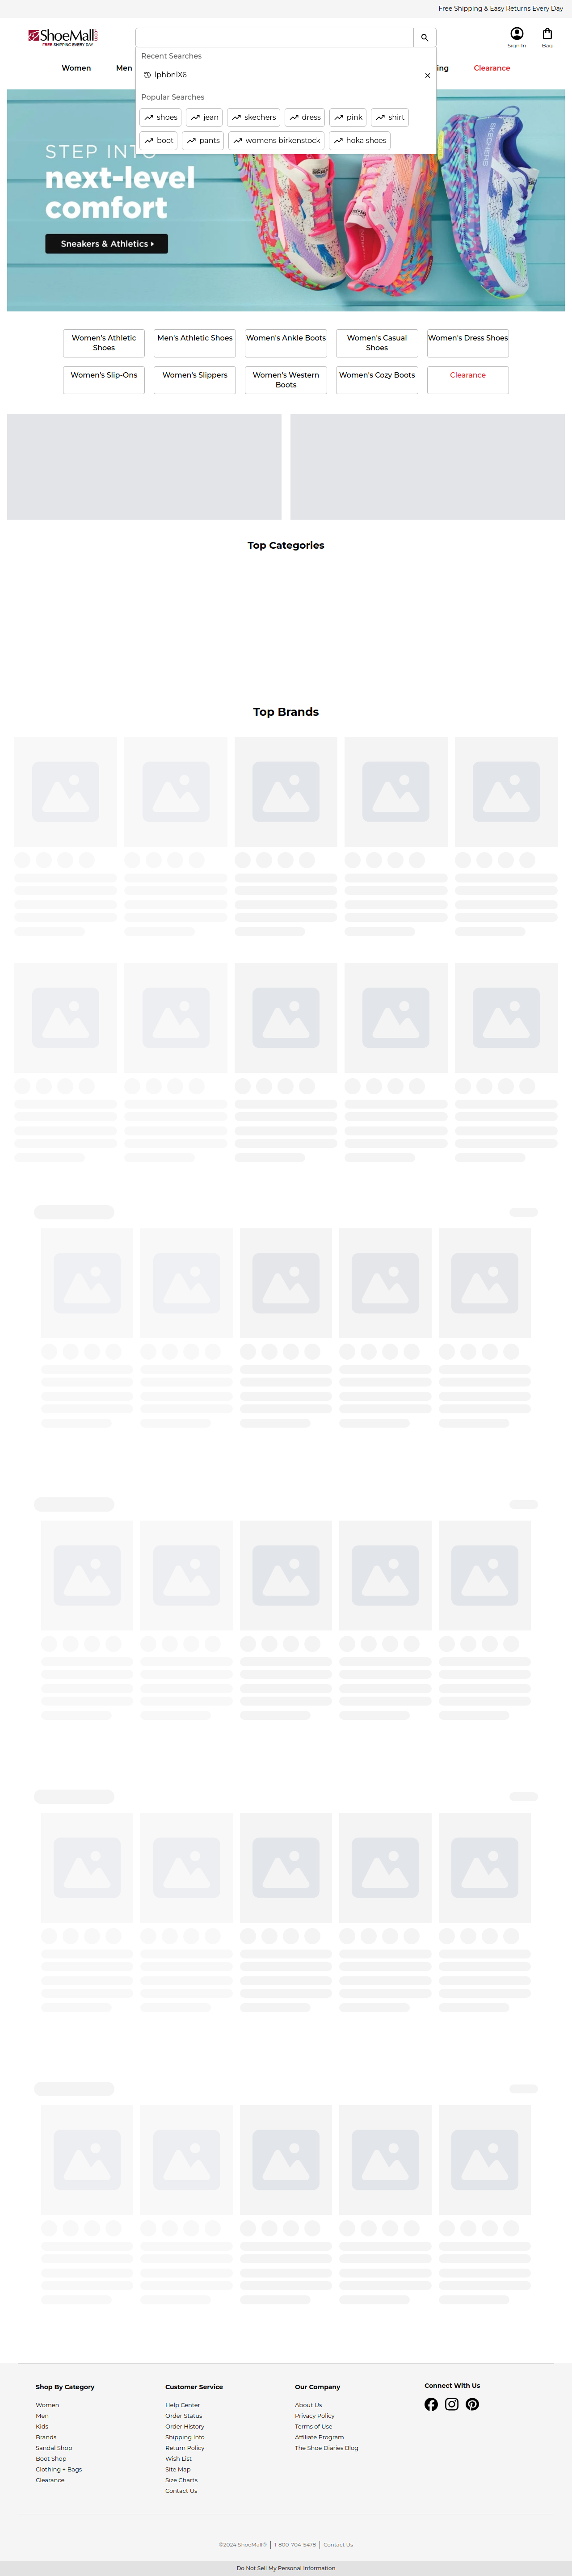 Free Shipping & Easy Returns Every Day
ShoeMall
FREE SHIPPING EVERY DAY
Sign In
Bag
Women
Men
Clearance
Recent Searches
lphbnlX6
Popular Searches
shoes
jean
skechers
dress
pink
shirt
boot
pants
womens birkenstock
hoka shoes
STEP INTO
next-level
comfort
Sneakers & Athletics
Women's Athletic
Shoes
Men's Athletic Shoes
Women's Ankle Boots
Women's Casual
Shoes
Women's Dress Shoes
Women's Slip-Ons
Women's Slippers
Women's Western
Boots
Women's Cozy Boots
Clearance
Top Categories
Top Brands
Shop By Category
Women
Men
Kids
Brands
Sandal Shop
Boot Shop
Clothing + Bags
Clearance
Customer Service
Help Center
Order Status
Order History
Shipping Info
Return Policy
Wish List
Site Map
Size Charts
Contact Us
Our Company
About Us
Privacy Policy
Terms of Use
Affiliate Program
The Shoe Diaries Blog
Connect With Us
©2024 ShoeMall® | 1-800-704-5478 | Contact Us
Do Not Sell My Personal Information